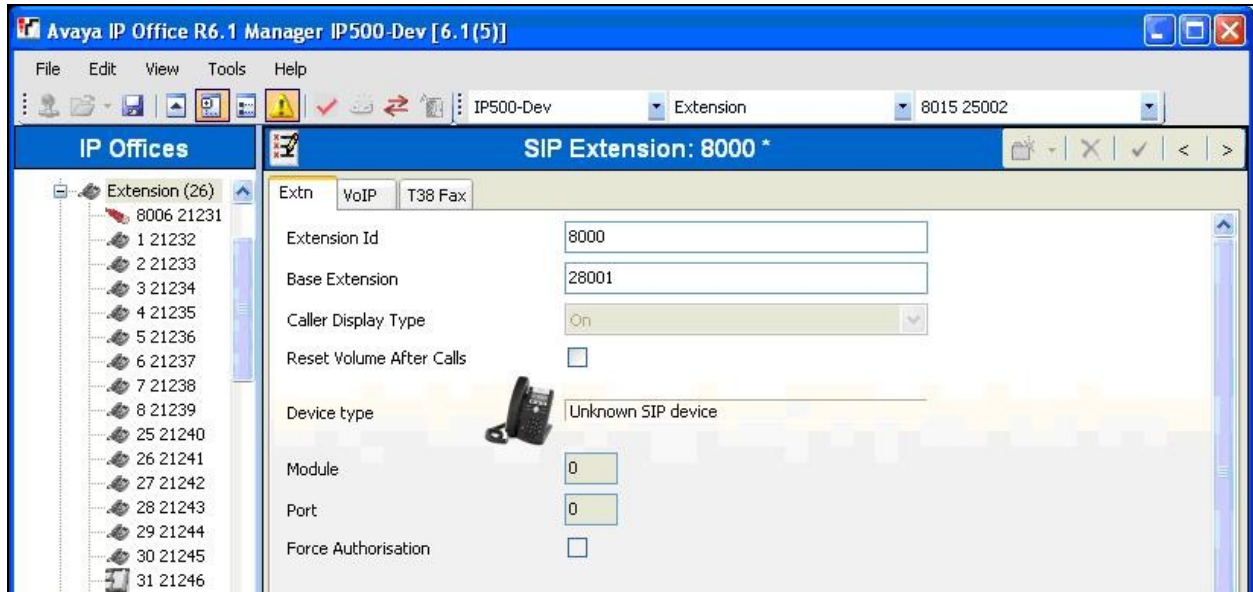 Avaya IP Office R6.1 Manager IP500-Dev [6.1(5)]
File Edit View Tools Help
IP500-Dev Extension 8015 25002
IP Offices
SIP Extension: 8000 *
Extension (26)
8006 21231
1 21232
2 21233
3 21234
4 21235
5 21236
6 21237
7 21238
8 21239
25 21240
26 21241
27 21242
28 21243
29 21244
30 21245
31 21246
Extn VoIP T38 Fax
Extension Id 8000
Base Extension 28001
Caller Display Type On
Reset Volume After Calls
Device type Unknown SIP device
Module 0
Port 0
Force Authorisation